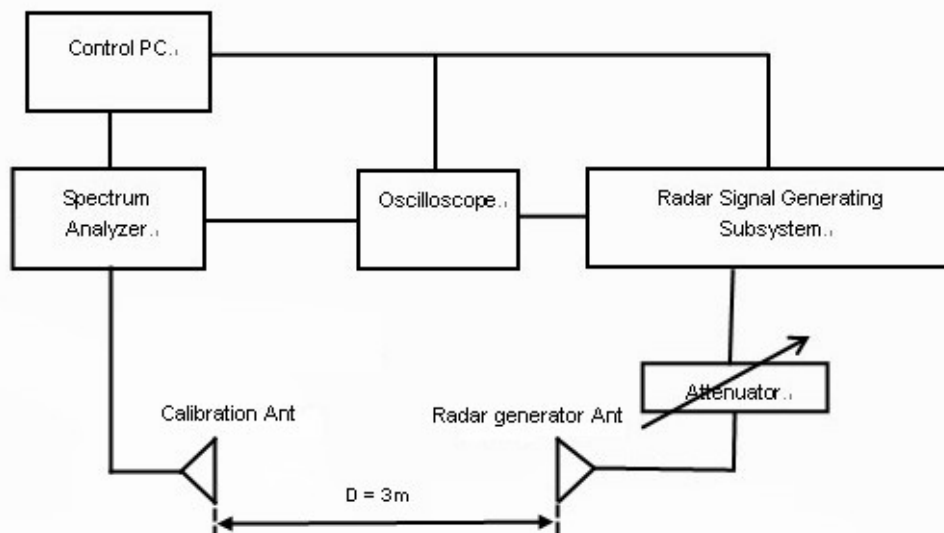 Control PC.
Spectrum
Analyzer.
Oscilloscope.
Radar Signal Generating
Subsystem.
Attenuator.
Calibration Ant
Radar generator Ant
D = 3m